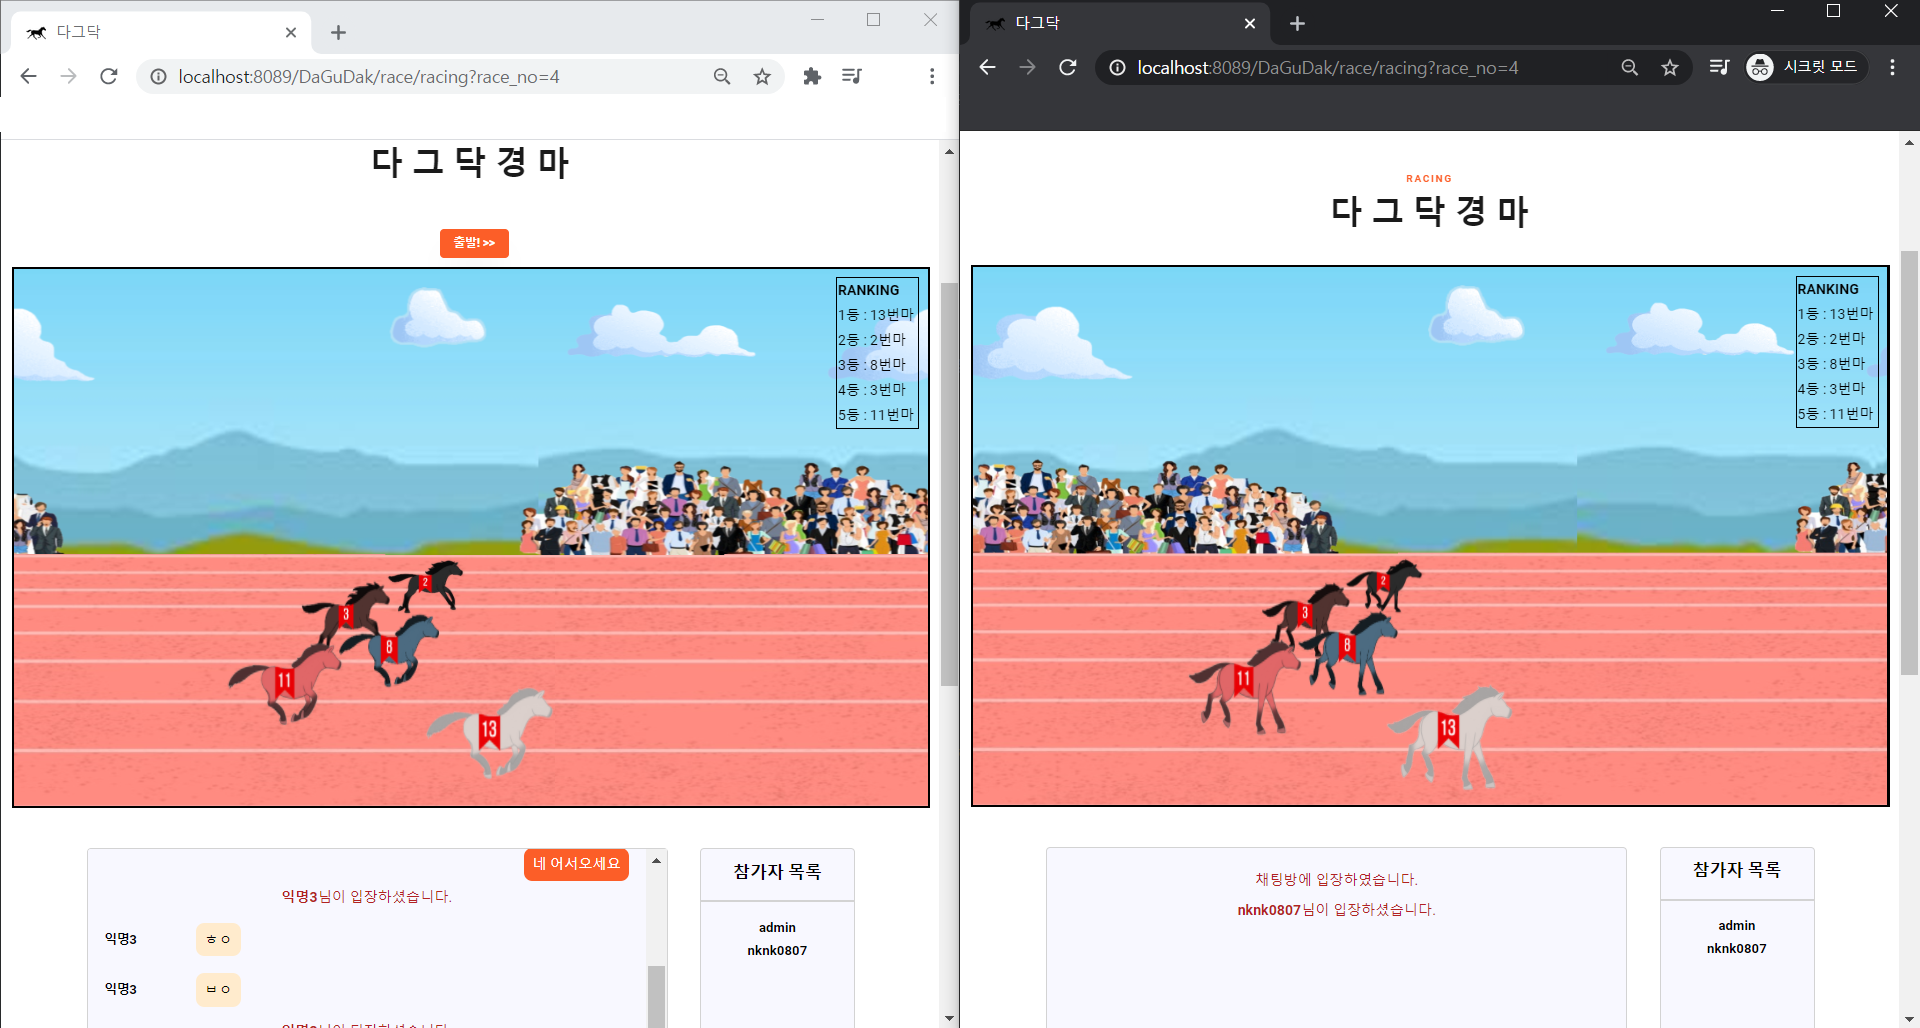 다그닥
localhost:8089/DaGuDak/race/racing?race_no=4
다 그 닥 경 마
출발! >>
RANKING
1등 : 13번마
2등 : 2번마
3등 : 8번마
4등 : 3번마
5등 : 11번마
2
3
8
11
13
네 어서오세요
익명3님이 입장하셨습니다.
익명3 ㅎㅇ
익명3 ㅂㅇ
참가자 목록
admin
nknk0807
다그닥
localhost:8089/DaGuDak/race/racing?race_no=4
시크릿 모드
RACING
다 그 닥 경 마
RANKING
1등 : 13번마
2등 : 2번마
3등 : 8번마
4등 : 3번마
5등 : 11번마
2
3
8
11
13
채팅방에 입장하였습니다.
nknk0807님이 입장하셨습니다.
참가자 목록
admin
nknk0807